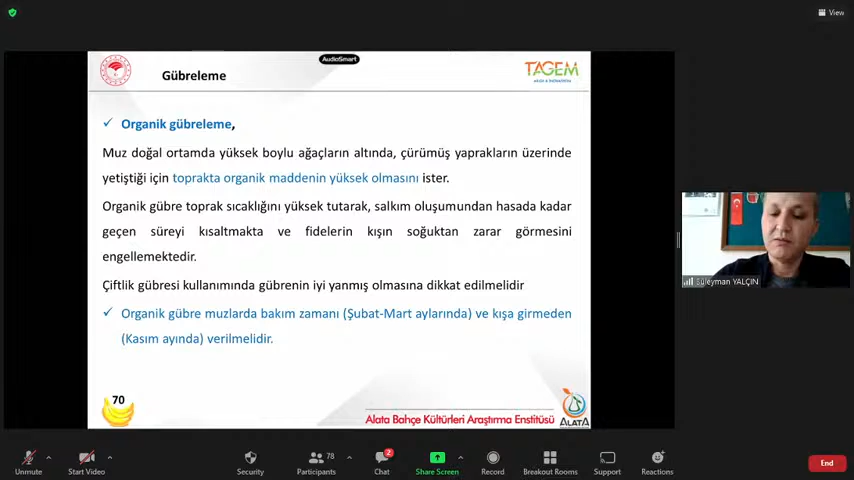 View
AudioSmart
Gübreleme
TAGEM
✓ Organik gübreleme,
Muz doğal ortamda yüksek boylu ağaçların altında, çürümüş yaprakların üzerinde
yetiştiği için toprakta organik maddenin yüksek olmasını ister.
Organik gübre toprak sıcaklığını yüksek tutarak, salkım oluşumundan hasada kadar
geçen süreyi kısaltmakta ve fidelerin kışın soğuktan zarar görmesini
engellemektedir.
Çiftlik gübresi kullanımında gübrenin iyi yanmış olmasına dikkat edilmelidir
✓ Organik gübre muzlarda bakım zamanı (Şubat-Mart aylarında) ve kışa girmeden
(Kasım ayında) verilmelidir.
Süleyman YALÇIN
70
Alata Bahçe Kültürleri Araştırma Enstitüsü
ALATA
Unmute
Start Video
Security
Participants
78
Chat
2
Share Screen
Record
Breakout Rooms
Support
Reactions
End